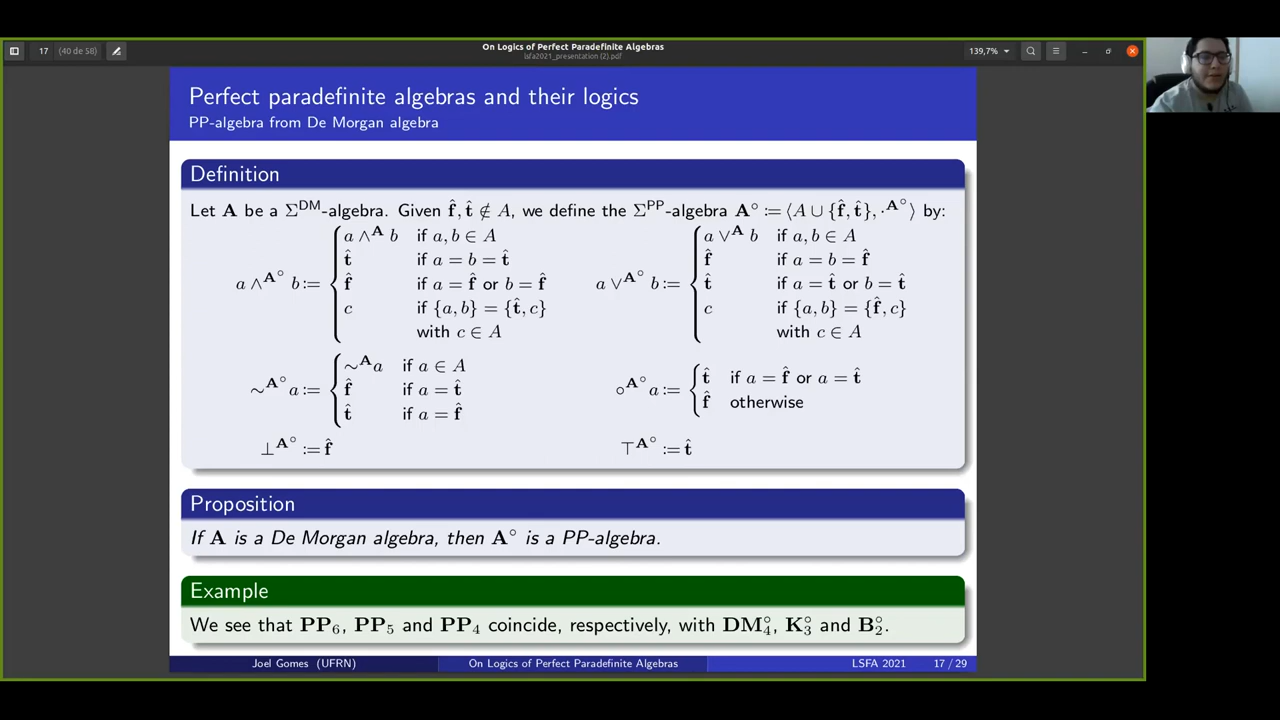 On Logics of Perfect Paradefinite Algebras
lsfa2021_presentation (2).pdf
17 (40 de 58)
139,7%
Perfect paradefinite algebras and their logics
PP-algebra from De Morgan algebra
Definition
Let A be a Σ^DM-algebra. Given f̂, t̂ ∉ A, we define the Σ^PP-algebra A° := ⟨A ∪ {f̂, t̂}, ·^A°⟩ by:
a ∧^A° b := { a ∧^A b if a, b ∈ A
t̂ if a = b = t̂
f̂ if a = f̂ or b = f̂
c if {a, b} = {t̂, c}
with c ∈ A
a ∨^A° b := { a ∨^A b if a, b ∈ A
f̂ if a = b = f̂
t̂ if a = t̂ or b = t̂
c if {a, b} = {f̂, c}
with c ∈ A
∼^A° a := { ∼^A a if a ∈ A
f̂ if a = t̂
t̂ if a = f̂
∘^A° a := { t̂ if a = f̂ or a = t̂
f̂ otherwise
⊥^A° := f̂
⊤^A° := t̂
Proposition
If A is a De Morgan algebra, then A° is a PP-algebra.
Example
We see that PP₆, PP₅ and PP₄ coincide, respectively, with DM₄°, K₃° and B₂°.
Joel Gomes (UFRN) On Logics of Perfect Paradefinite Algebras LSFA 2021 17 / 29